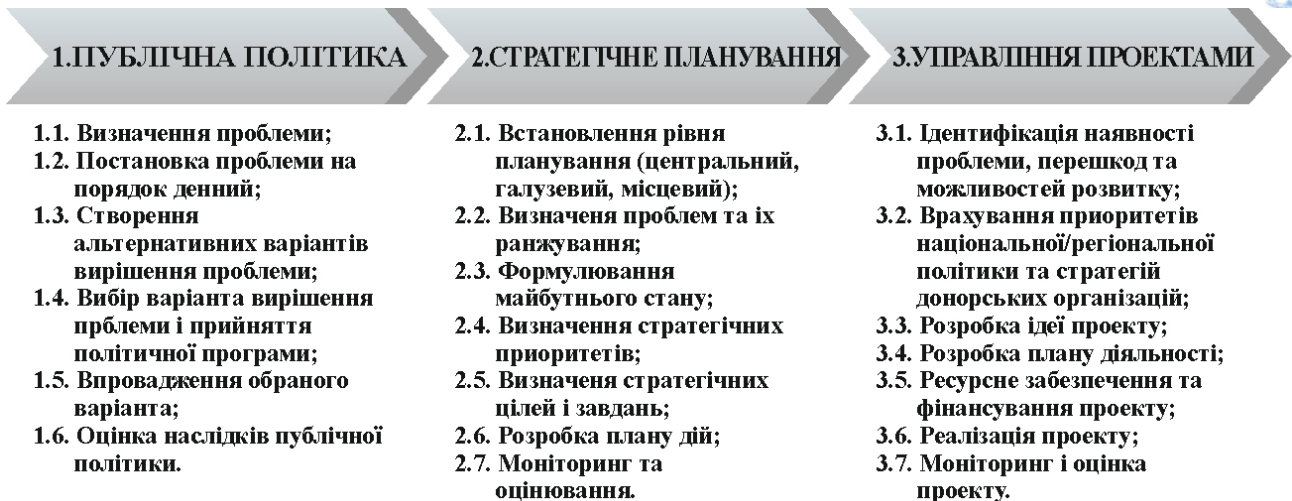 1.ПУБЛІЧНА ПОЛІТИКА
1.1. Визначення проблеми;
1.2. Постановка проблеми на
порядок денний;
1.3. Створення
альтернативних варіантів
вирішення проблеми;
1.4. Вибір варіанта вирішення
прблеми і прийняття
політичної програми;
1.5. Впровадження обраного
варіанта;
1.6. Оцінка наслідків публічної
політики.
2.СТРАТЕГІЧНЕ ПЛАНУВАННЯ
2.1. Встановлення рівня
планування (центральний,
галузевий, місцевий);
2.2. Визначеня проблем та їх
ранжування;
2.3. Формулювання
майбутнього стану;
2.4. Визначення стратегічних
приоритетів;
2.5. Визначеня стратегічних
цілей і завдань;
2.6. Розробка плану дій;
2.7. Моніторинг та
оцінювання.
3.УПРАВЛІННЯ ПРОЕКТАМИ
3.1. Ідентифікація наявності
проблеми, перешкод та
можливостей розвитку;
3.2. Врахування приоритетів
національної/регіональної
політики та стратегій
донорських організацій;
3.3. Розробка ідеї проекту;
3.4. Розробка плану діяльності;
3.5. Ресурсне забезпечення та
фінансування проекту;
3.6. Реалізація проекту;
3.7. Моніторинг і оцінка
проекту.